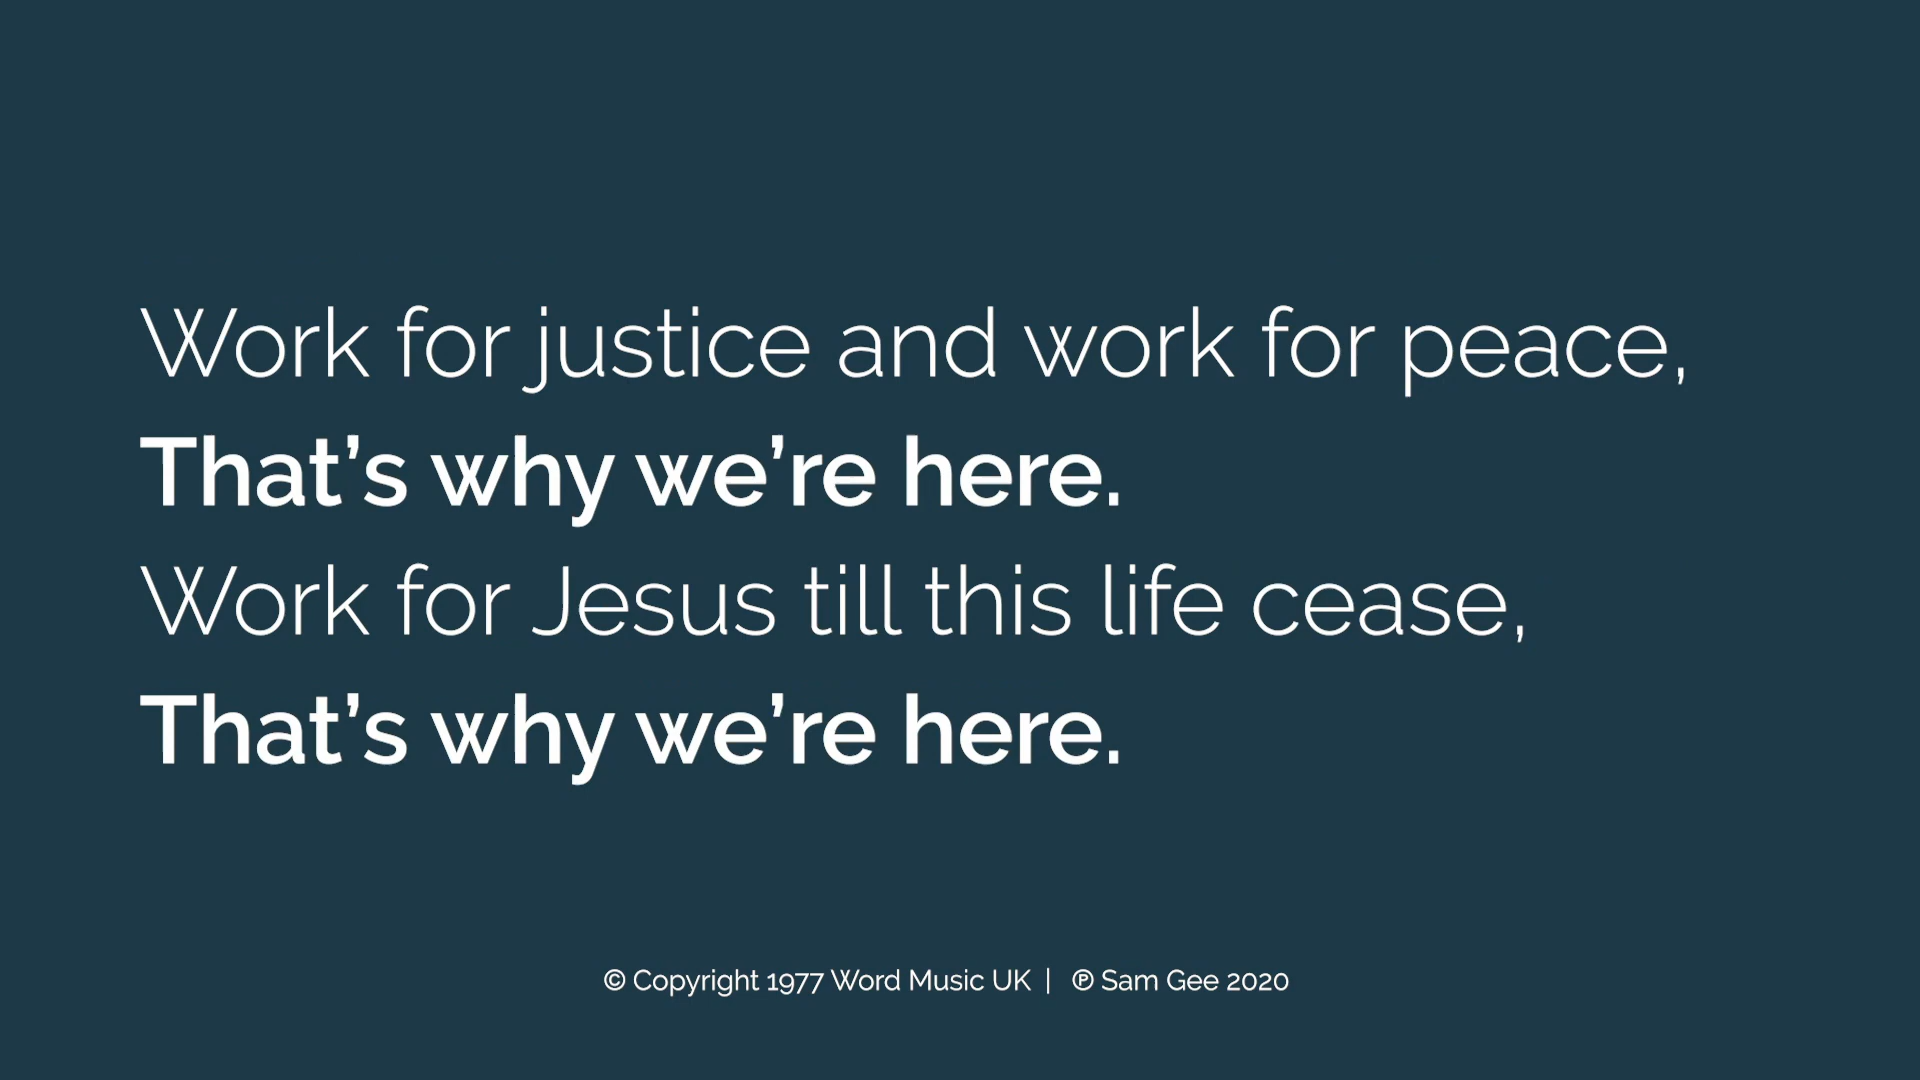 Work for justice and work for peace,
That’s why we’re here.
Work for Jesus till this life cease,
That’s why we’re here.
© Copyright 1977 Word Music UK | ℗ Sam Gee 2020